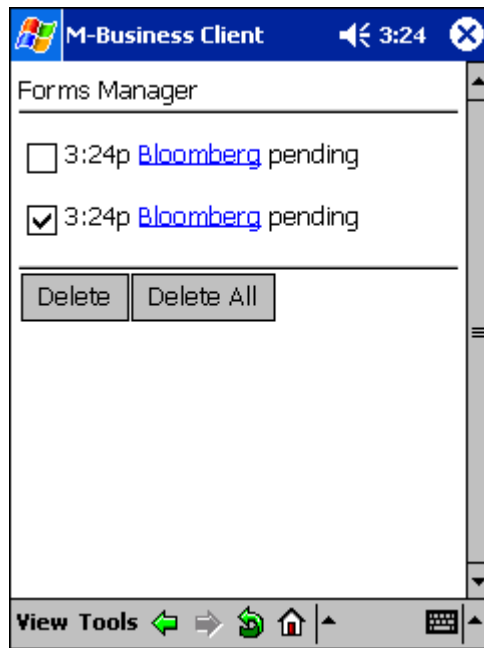 M-Business Client 3:24
Forms Manager
3:24p Bloomberg pending
3:24p Bloomberg pending
Delete Delete All
View Tools